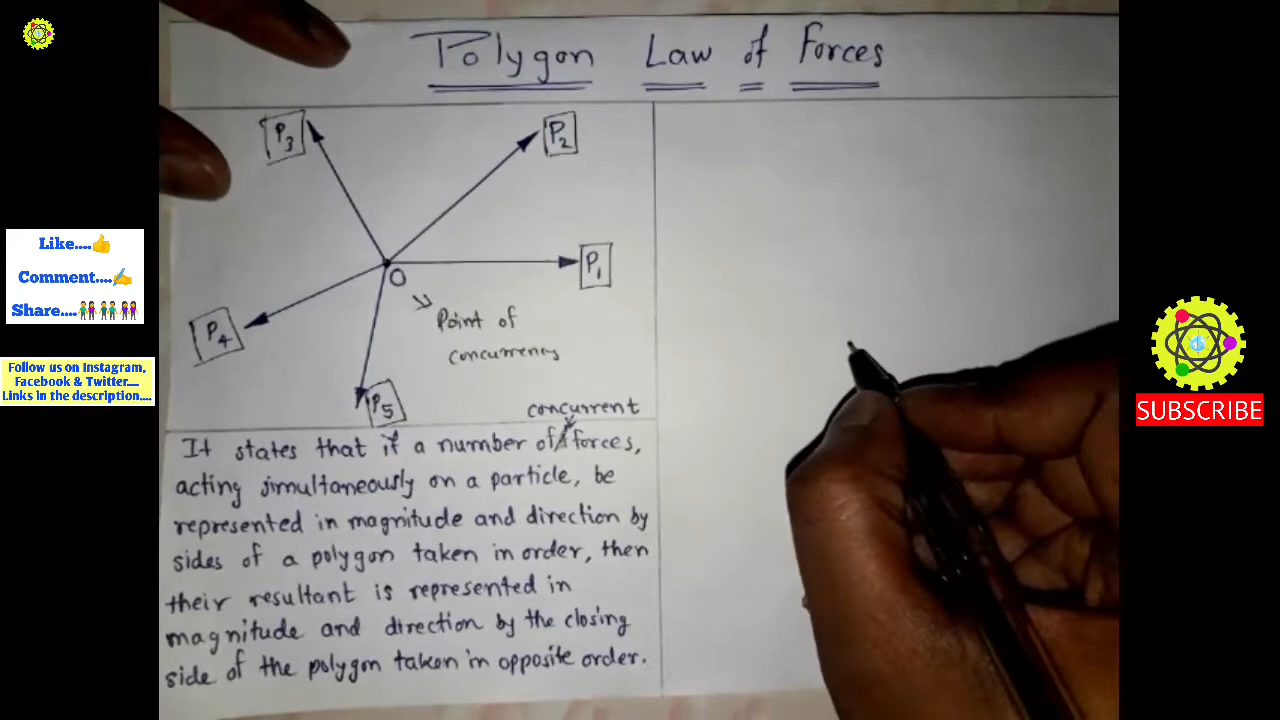 Polygon Law of Forces
P3
P2
P1
O
P4
Point of
concurrency
P5
concurrent
It states that if a number of forces,
acting simultaneously on a particle, be
represented in magnitude and direction by
sides of a polygon taken in order, then
their resultant is represented in
magnitude and direction by the closing
side of the polygon taken in opposite order.
Like....👍
Comment....✍
Share....👫👬👭
Follow us on Instagram,
Facebook & Twitter....
Links in the description....
SUBSCRIBE